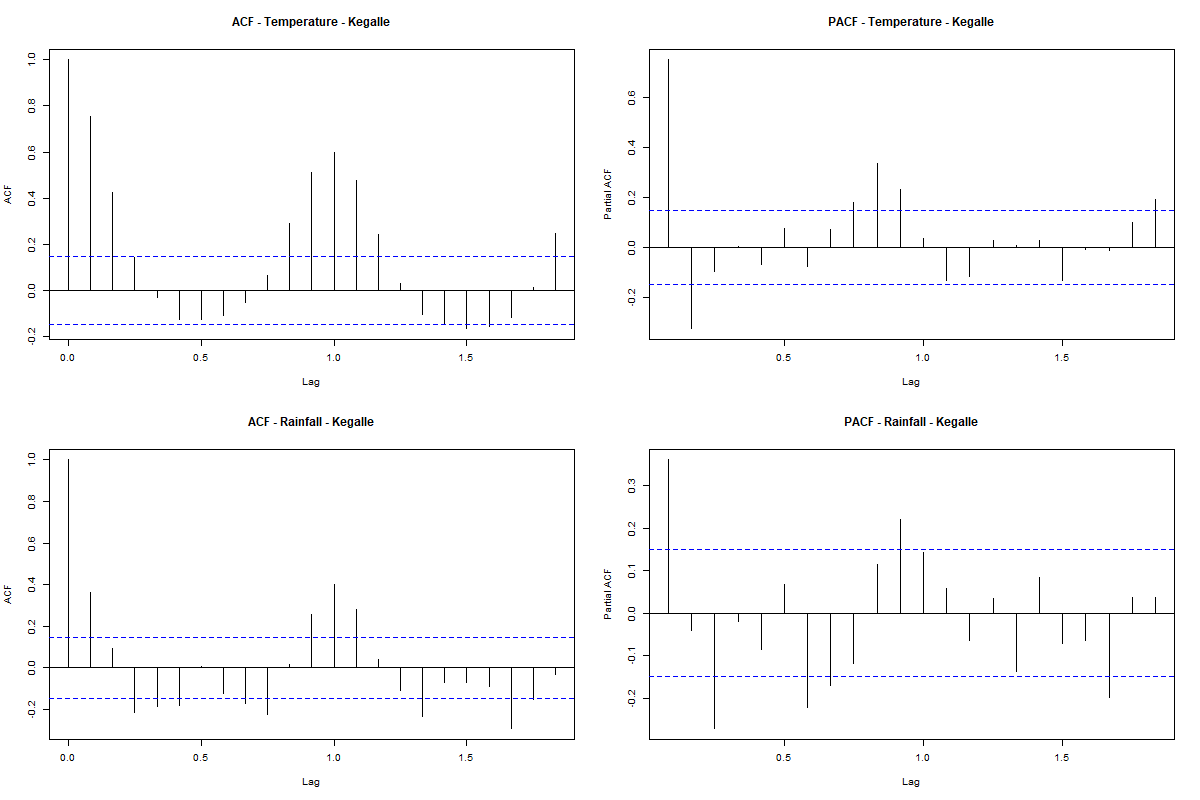 ACF - Temperature - Kegalle
ACF
1.0
0.8
0.6
0.4
0.2
0.0
-0.2
0.0 0.5 1.0 1.5
Lag
PACF - Temperature - Kegalle
Partial ACF
0.6
0.4
0.2
0.0
-0.2
0.5 1.0 1.5
Lag
ACF - Rainfall - Kegalle
ACF
1.0
0.8
0.6
0.4
0.2
0.0
-0.2
0.0 0.5 1.0 1.5
Lag
PACF - Rainfall - Kegalle
Partial ACF
0.3
0.2
0.1
0.0
-0.1
-0.2
0.5 1.0 1.5
Lag